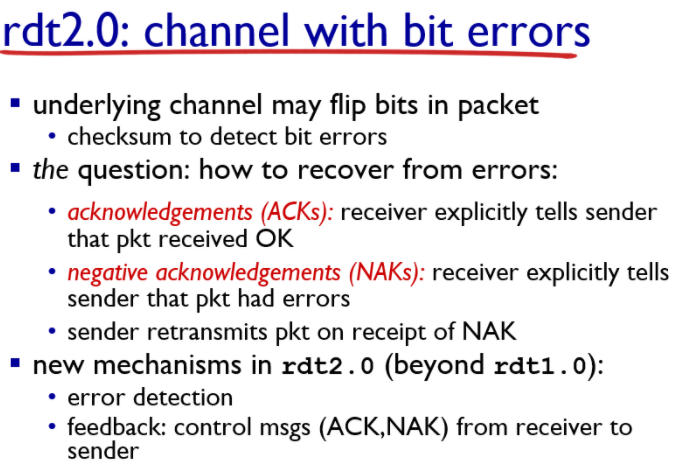 rdt2.0: channel with bit errors
▪ underlying channel may flip bits in packet
• checksum to detect bit errors
▪ the question: how to recover from errors:
• acknowledgements (ACKs): receiver explicitly tells sender
that pkt received OK
• negative acknowledgements (NAKs): receiver explicitly tells
sender that pkt had errors
• sender retransmits pkt on receipt of NAK
▪ new mechanisms in rdt2.0 (beyond rdt1.0):
• error detection
• feedback: control msgs (ACK,NAK) from receiver to
sender